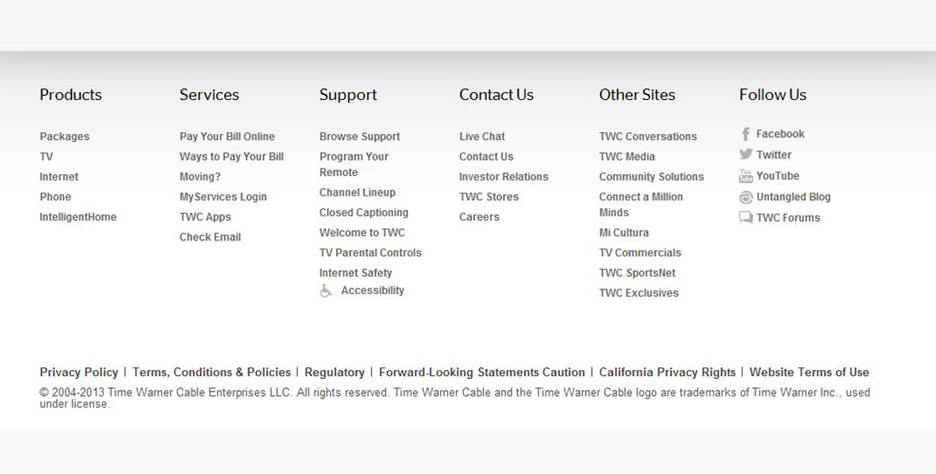 Products
Packages
TV
Internet
Phone
IntelligentHome
Services
Pay Your Bill Online
Ways to Pay Your Bill
Moving?
MyServices Login
TWC Apps
Check Email
Support
Browse Support
Program Your
Remote
Channel Lineup
Closed Captioning
Welcome to TWC
TV Parental Controls
Internet Safety
Accessibility
Contact Us
Live Chat
Contact Us
Investor Relations
TWC Stores
Careers
Other Sites
TWC Conversations
TWC Media
Community Solutions
Connect a Million
Minds
Mi Cultura
TV Commercials
TWC SportsNet
TWC Exclusives
Follow Us
Facebook
Twitter
YouTube
Untangled Blog
TWC Forums
Privacy Policy | Terms, Conditions & Policies | Regulatory | Forward-Looking Statements Caution | California Privacy Rights | Website Terms of Use
© 2004-2013 Time Warner Cable Enterprises LLC. All rights reserved. Time Warner Cable and the Time Warner Cable logo are trademarks of Time Warner Inc., used
under license.